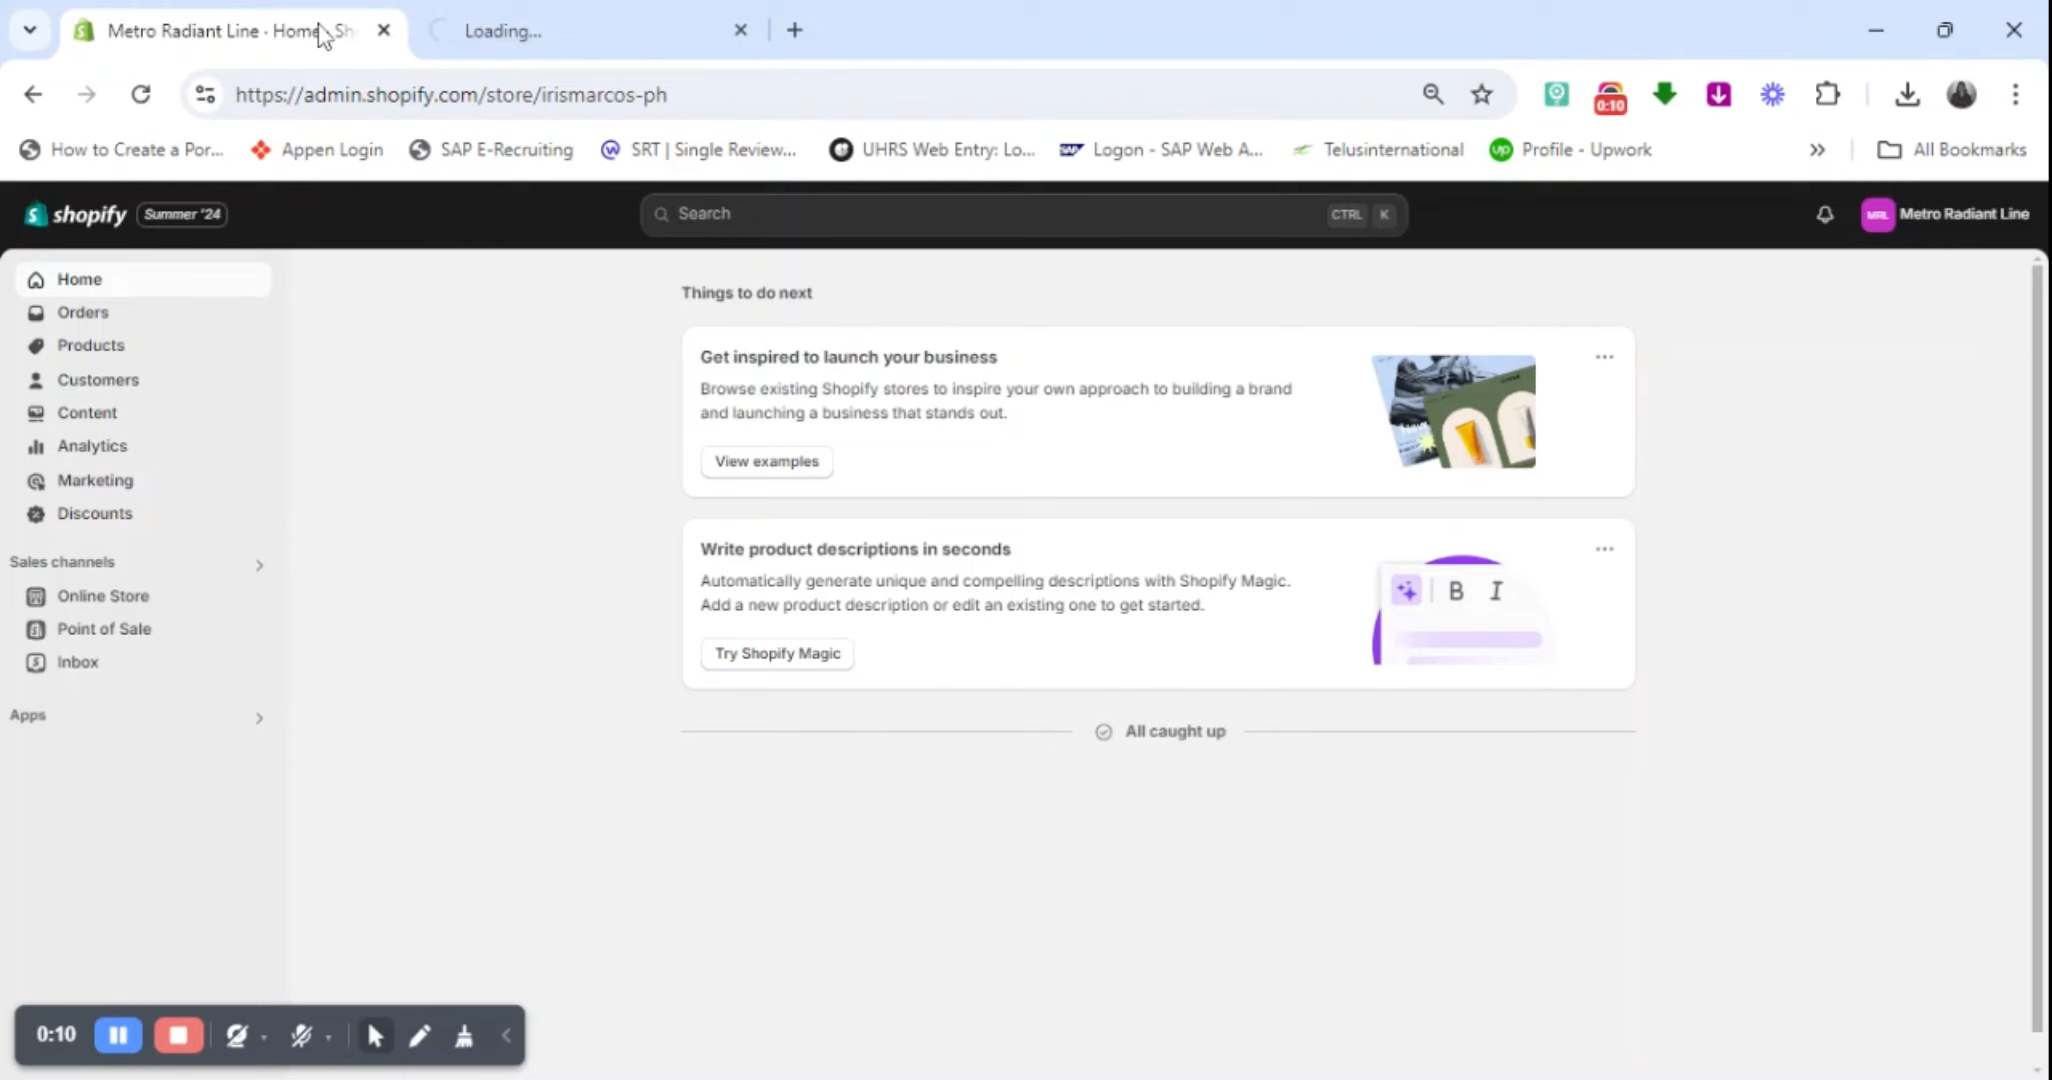 Metro Radiant Line · Home · Sh
Loading...
https://admin.shopify.com/store/irismarcos-ph
0:10
How to Create a Por...
Appen Login
SAP E-Recruiting
SRT | Single Review...
UHRS Web Entry: Lo...
SAP
Logon - SAP Web A...
Telusinternational
up
Profile - Upwork
All Bookmarks
shopify
Summer '24
Search
CTRL K
MRL
Metro Radiant Line
Home
Orders
Products
Customers
Content
Analytics
Marketing
Discounts
Sales channels
Online Store
Point of Sale
Inbox
Apps
Things to do next
Get inspired to launch your business
Browse existing Shopify stores to inspire your own approach to building a brand
and launching a business that stands out.
View examples
Write product descriptions in seconds
Automatically generate unique and compelling descriptions with Shopify Magic.
Add a new product description or edit an existing one to get started.
B I
Try Shopify Magic
All caught up
0:10